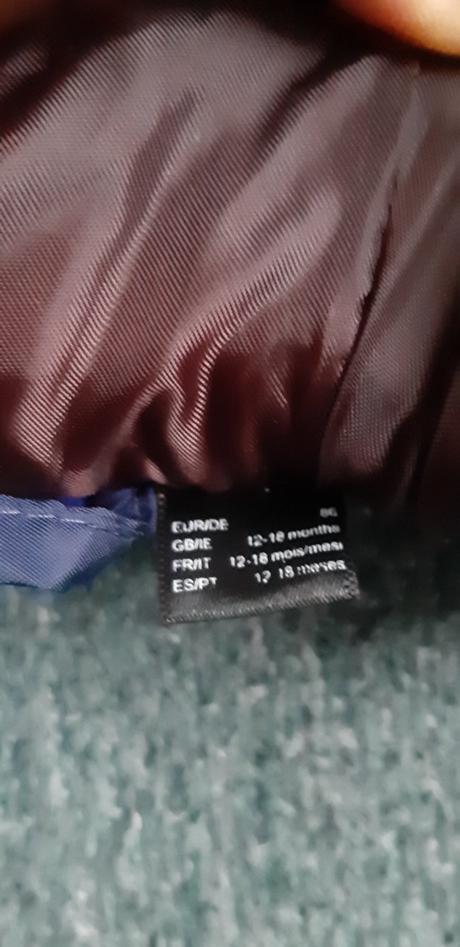 EUR/DE 86
GB/IE 12-18 months
FR/IT 12-18 mois/mesi
ES/PT 12-18 meses